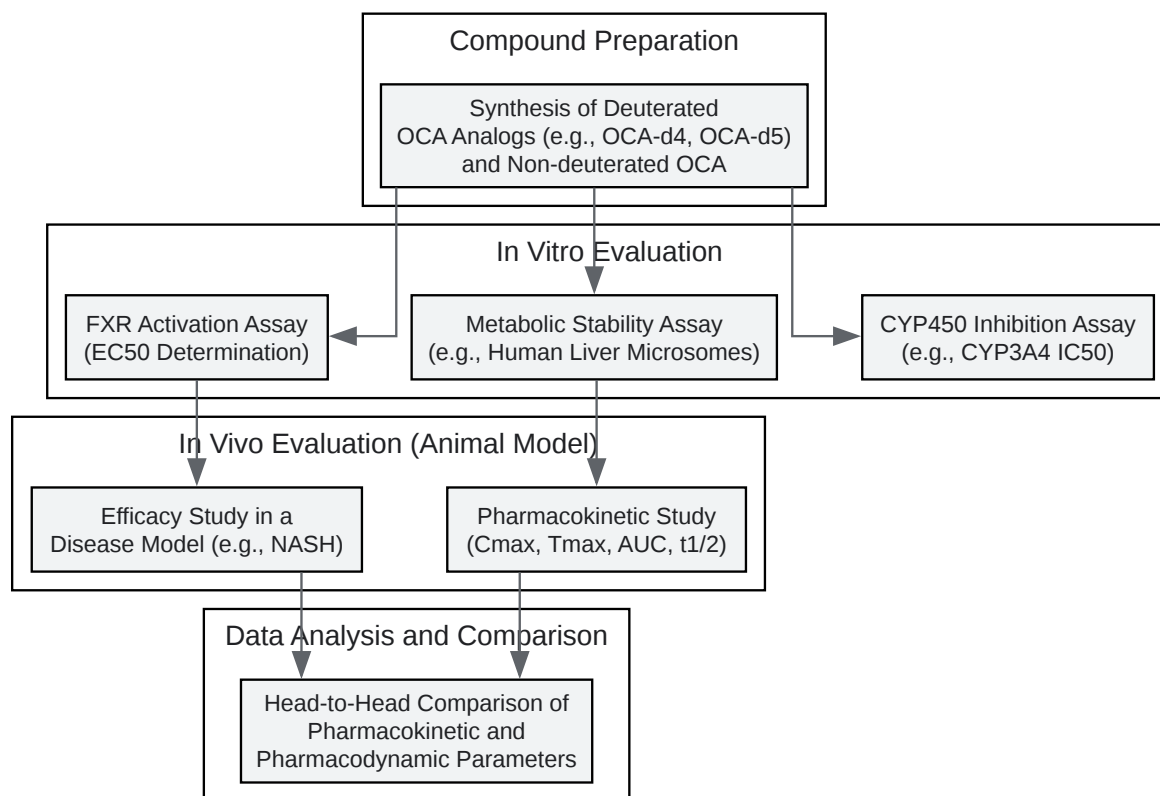 Compound Preparation
Synthesis of Deuterated
OCA Analogs (e.g., OCA-d4, OCA-d5)
and Non-deuterated OCA
In Vitro Evaluation
FXR Activation Assay
(EC50 Determination)
Metabolic Stability Assay
(e.g., Human Liver Microsomes)
CYP450 Inhibition Assay
(e.g., CYP3A4 IC50)
In Vivo Evaluation (Animal Model)
Efficacy Study in a
Disease Model (e.g., NASH)
Pharmacokinetic Study
(Cmax, Tmax, AUC, t1/2)
Data Analysis and Comparison
Head-to-Head Comparison of
Pharmacokinetic and
Pharmacodynamic Parameters